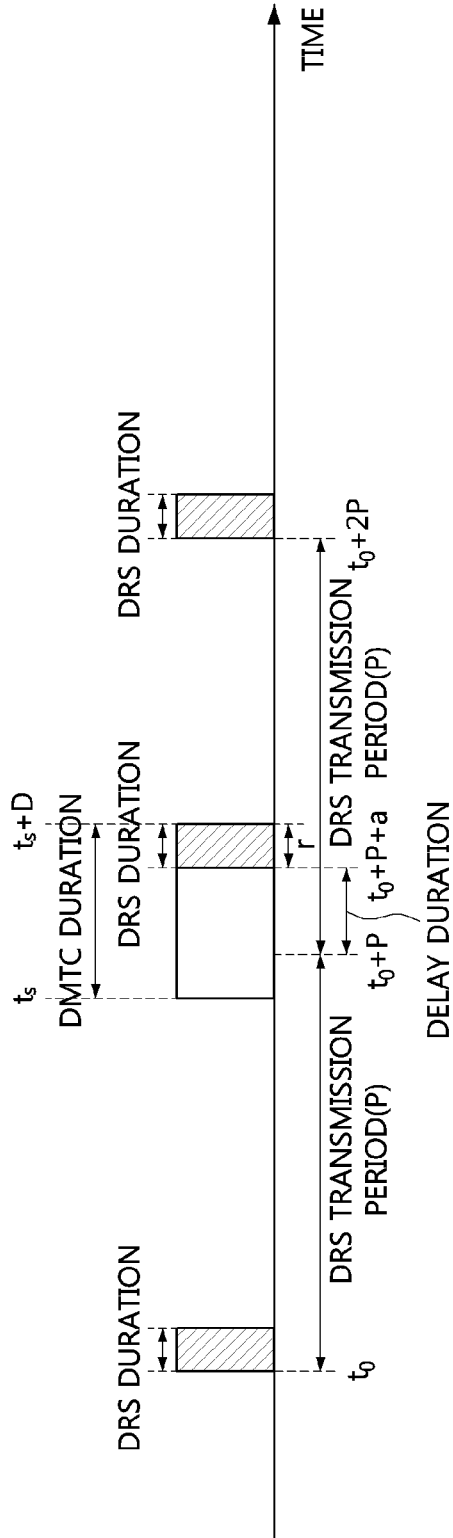 t_s
t_s+D
DMTC DURATION
DRS DURATION
DRS DURATION
DRS DURATION
r
TIME
t_0
t_0+P
t_0+P+a
t_0+2P
DRS TRANSMISSION
PERIOD(P)
DRS TRANSMISSION
PERIOD(P)
DELAY DURATION